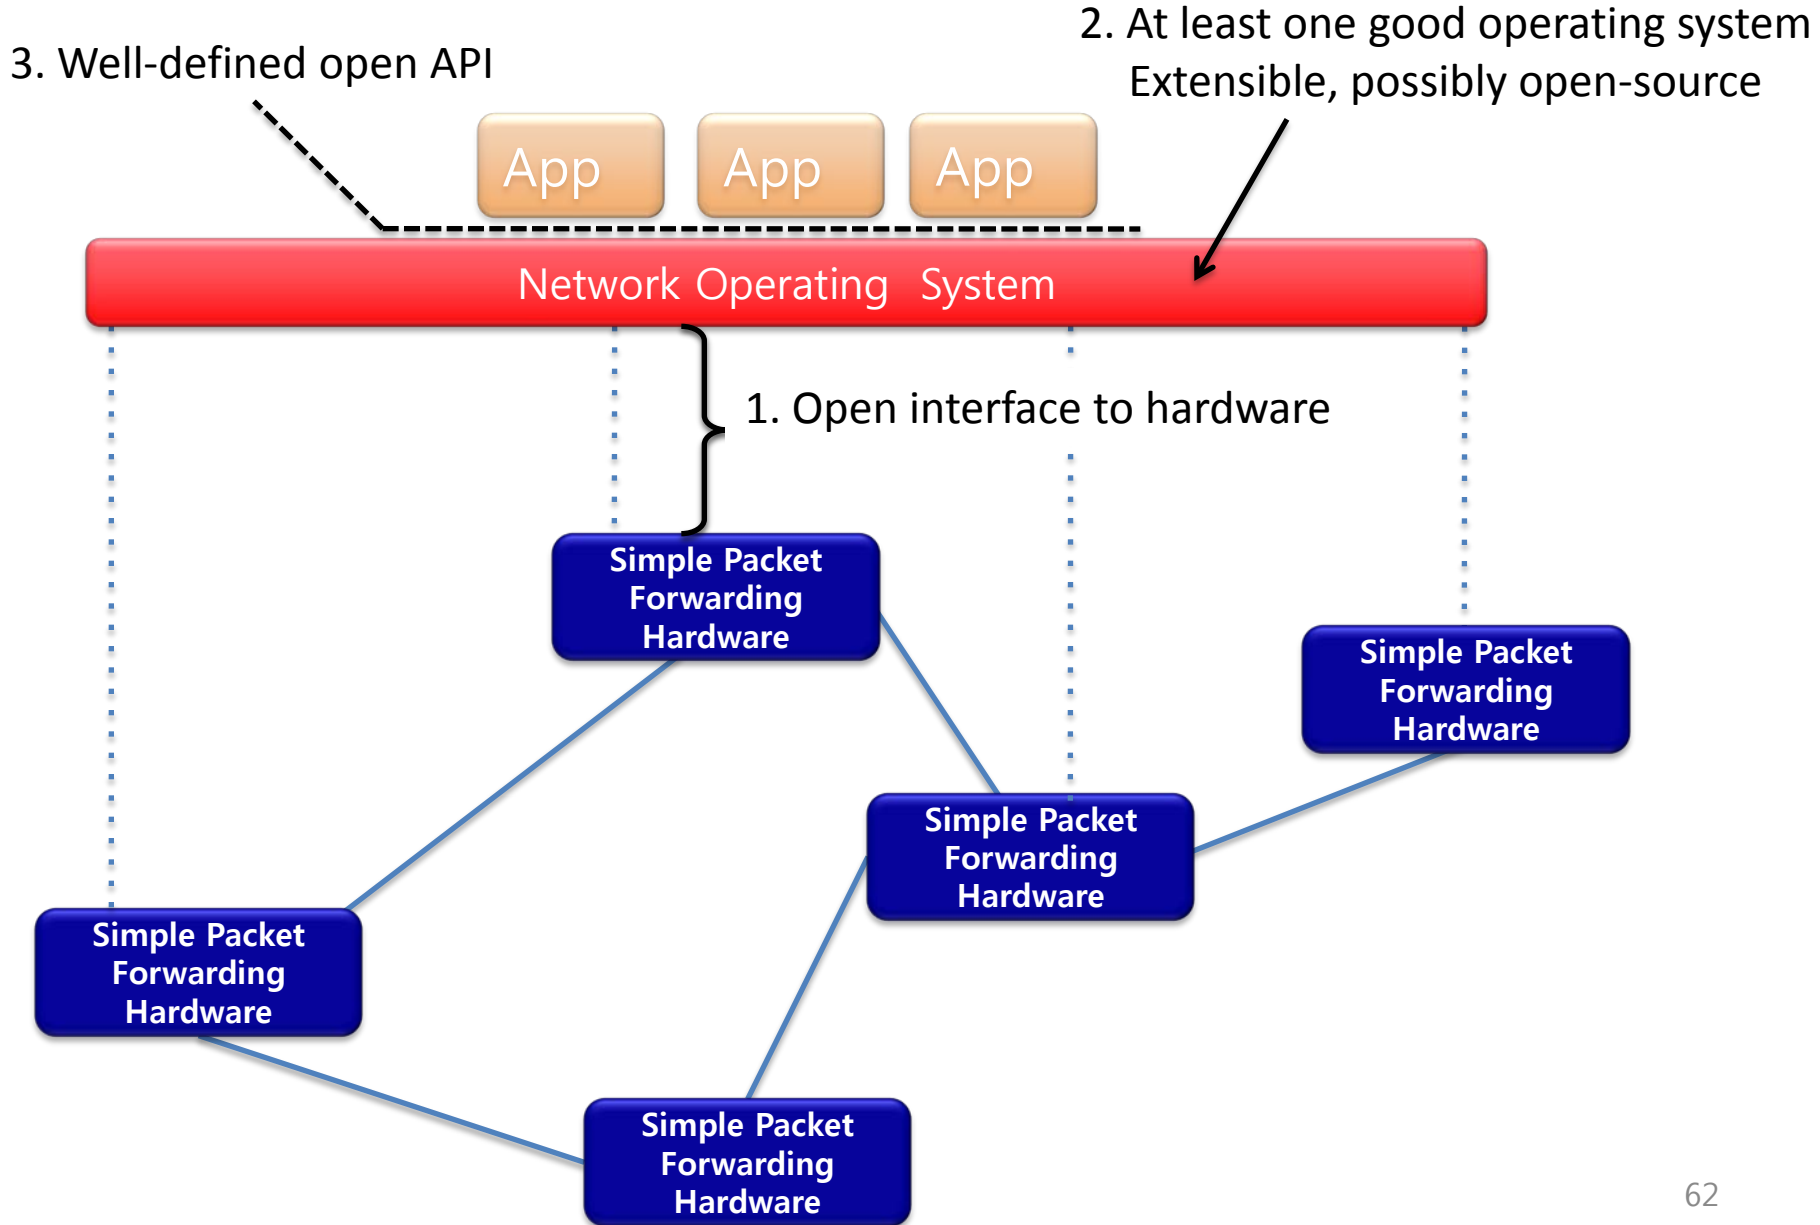 2. At least one good operating system
Extensible, possibly open-source
3. Well-defined open API
App
App
App
Network Operating System
1. Open interface to hardware
Simple Packet
Forwarding
Hardware
Simple Packet
Forwarding
Hardware
Simple Packet
Forwarding
Hardware
Simple Packet
Forwarding
Hardware
Simple Packet
Forwarding
Hardware
62